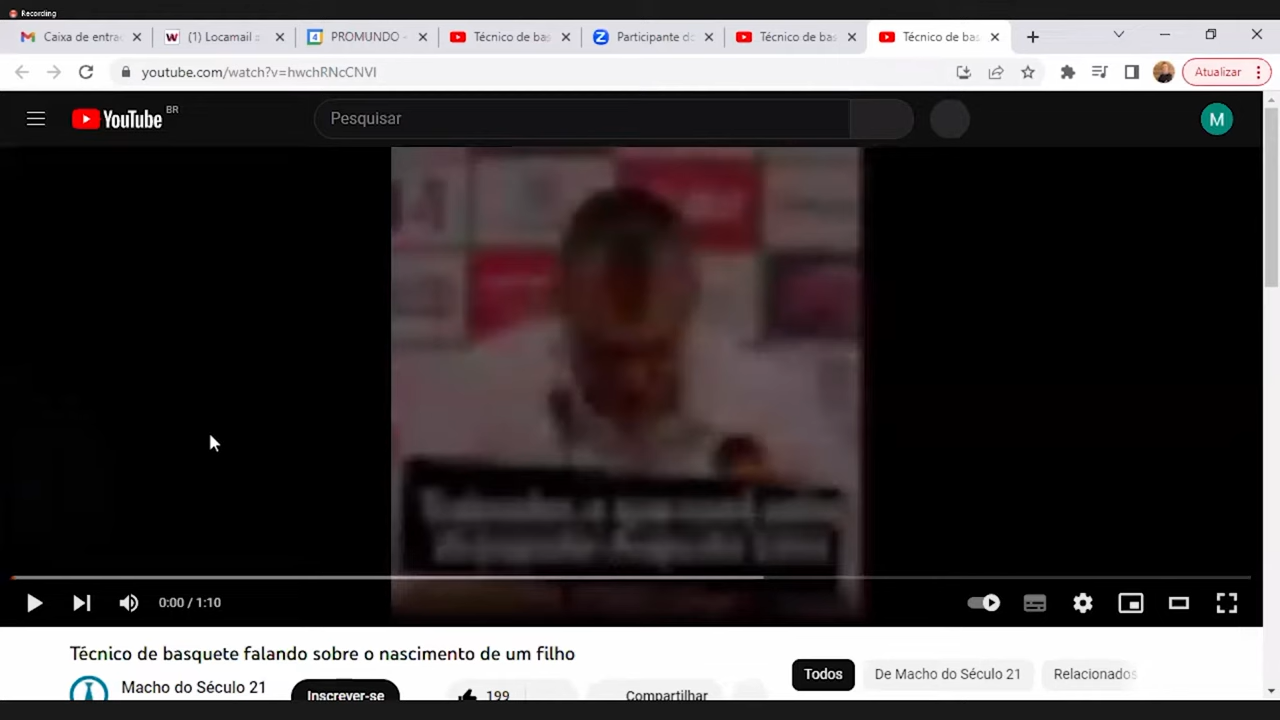 Recording
Caixa de entra
(1) Locamail
PROMUNDO -
Técnico de bas
Participante do
Técnico de bas
Técnico de bas
youtube.com/watch?v=hwchRNcCNVI
Atualizar
YouTube BR
Pesquisar
M
0:00 / 1:10
Técnico de basquete falando sobre o nascimento de um filho
Macho do Século 21
Inscrever-se
199
Compartilhar
Todos
De Macho do Século 21
Relacionados